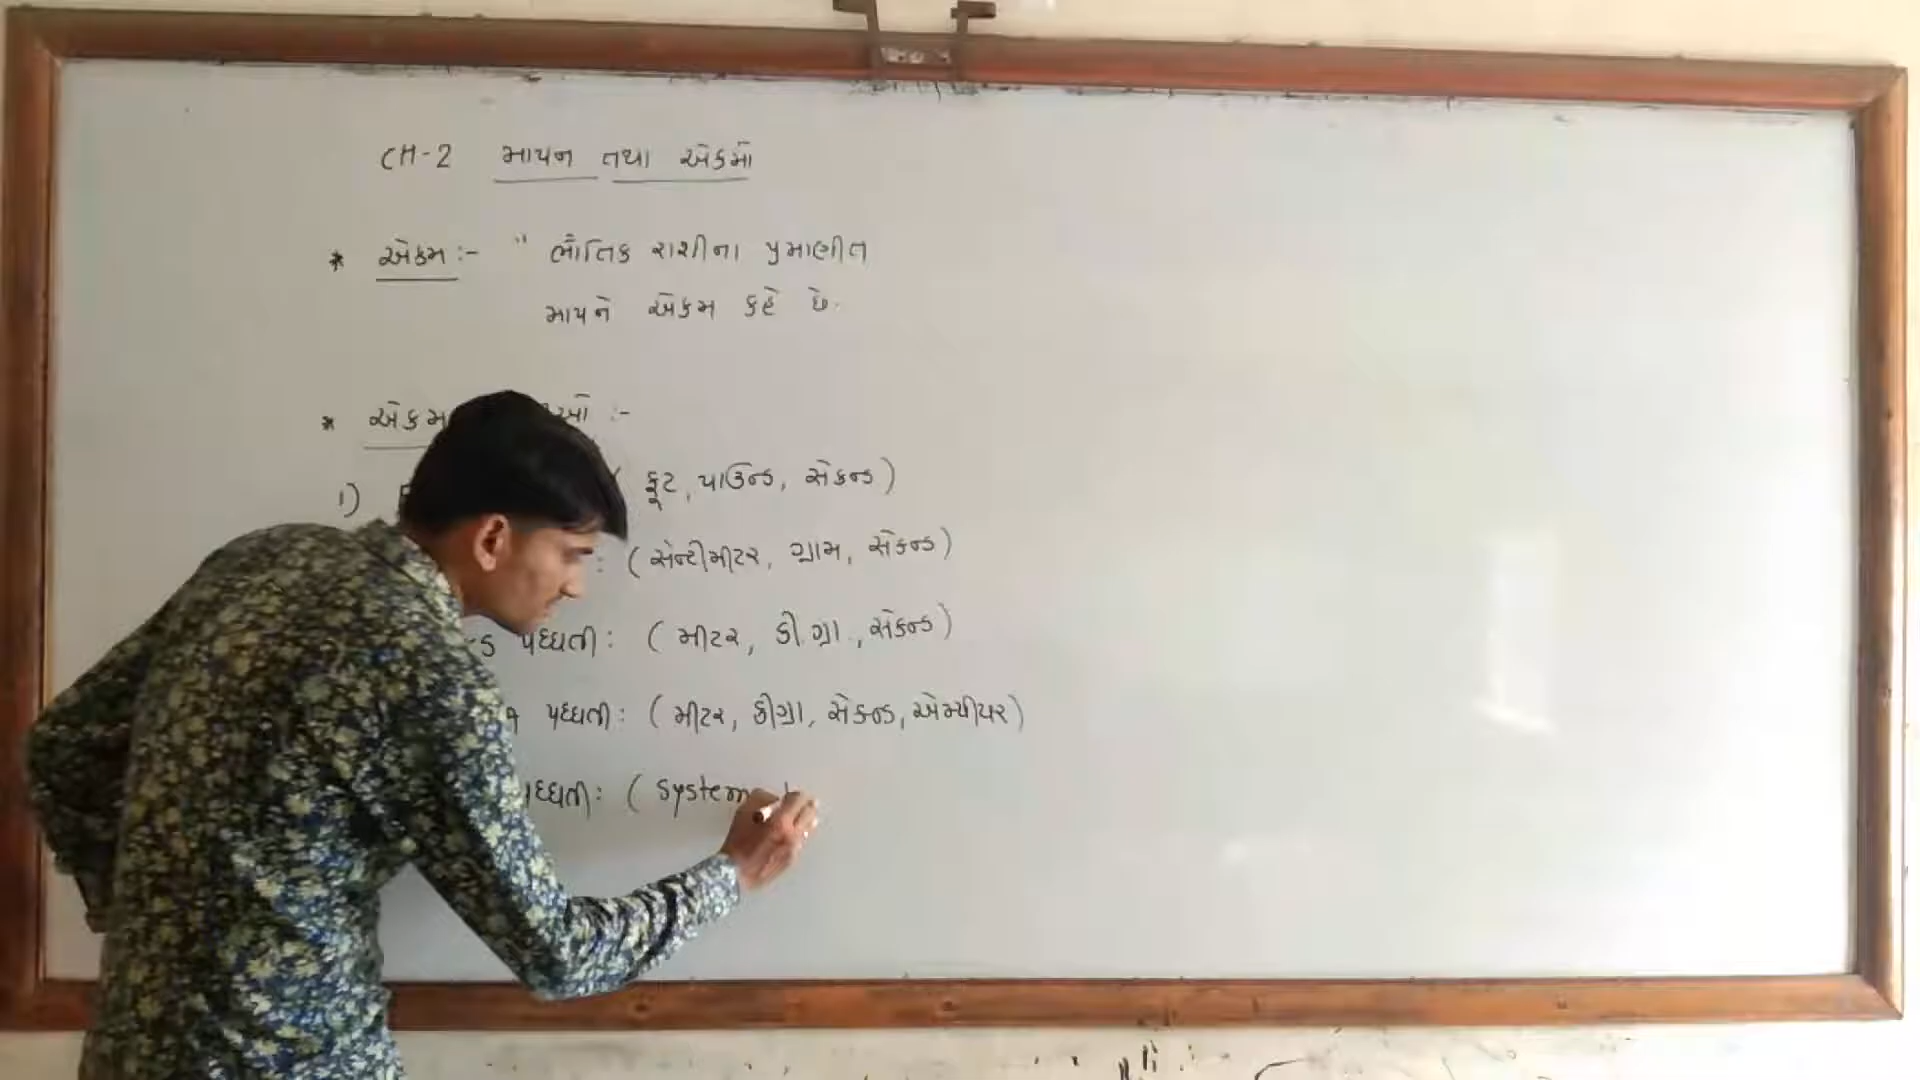 CH-2 માપન તથા એકમો
* એકમ :- " ભૌતિક રાશીના પ્રમાણીત
માપને એકમ કહે છે.
* એકમ :-
1) ફૂટ, પાઉન્ડ, સેકન્ડ)
: (સેન્ટીમીટર, ગ્રામ, સેકન્ડ)
-S પધ્ધતી: (મીટર, કી.ગ્રા., સેકન્ડ)
પધ્ધતી: (મીટર, કીગ્રા, સેકન્ડ, એમ્પીયર)
પધ્ધતી: (System